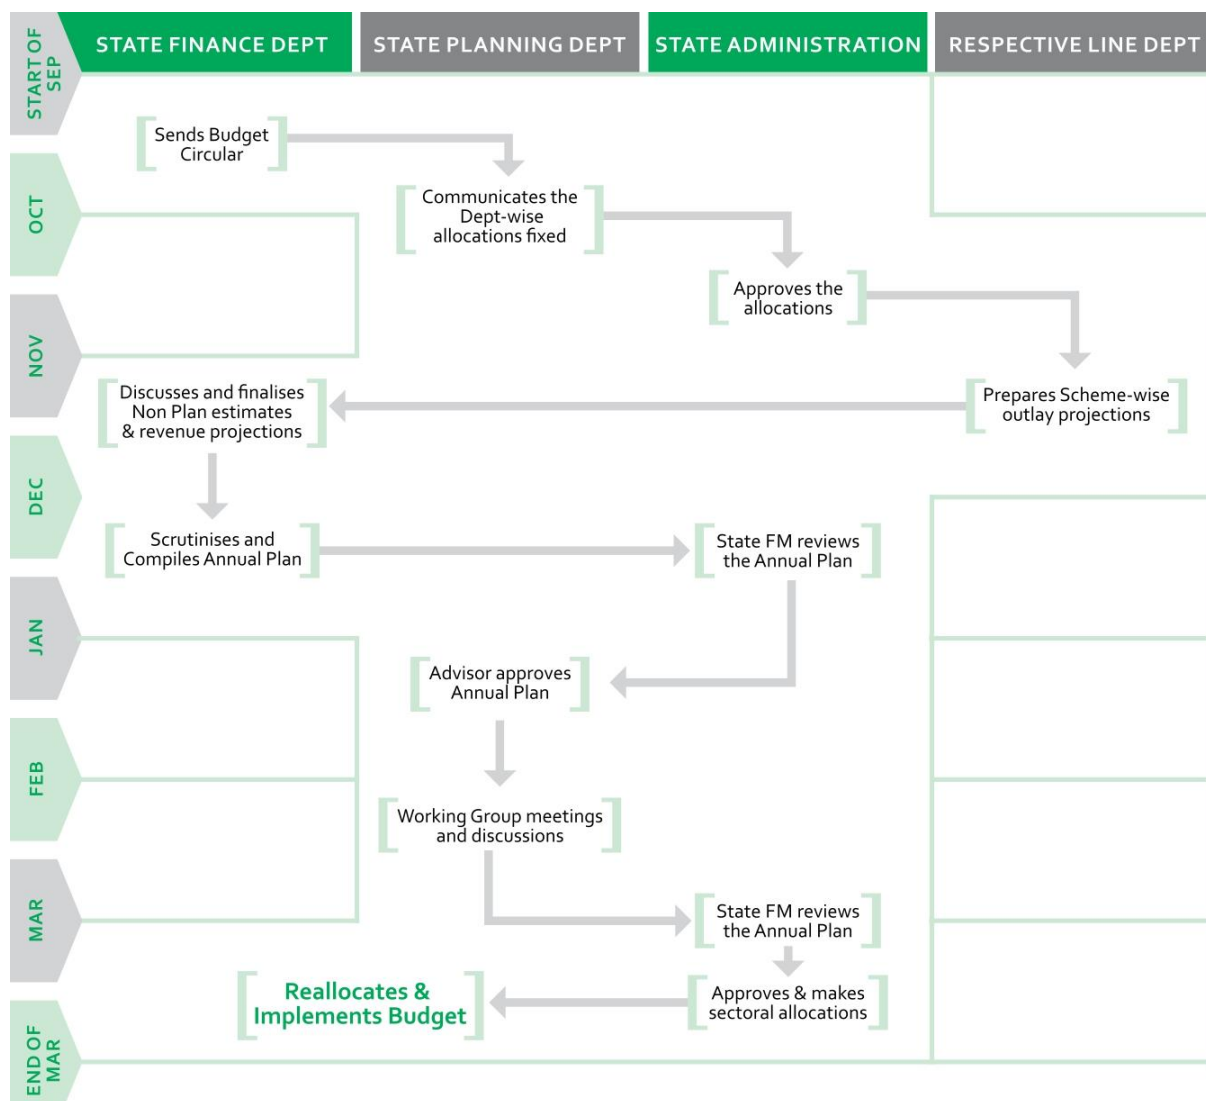 START OF
SEP
STATE FINANCE DEPT
STATE PLANNING DEPT
STATE ADMINISTRATION
RESPECTIVE LINE DEPT
Sends Budget
Circular
OCT
Communicates the
Dept-wise
allocations fixed
Approves the
allocations
NOV
Discusses and finalises
Non Plan estimates
& revenue projections
Prepares Scheme-wise
outlay projections
DEC
Scrutinises and
Compiles Annual Plan
State FM reviews
the Annual Plan
JAN
Advisor approves
Annual Plan
FEB
Working Group meetings
and discussions
MAR
State FM reviews
the Annual Plan
Reallocates &
Implements Budget
Approves & makes
sectoral allocations
END OF
MAR